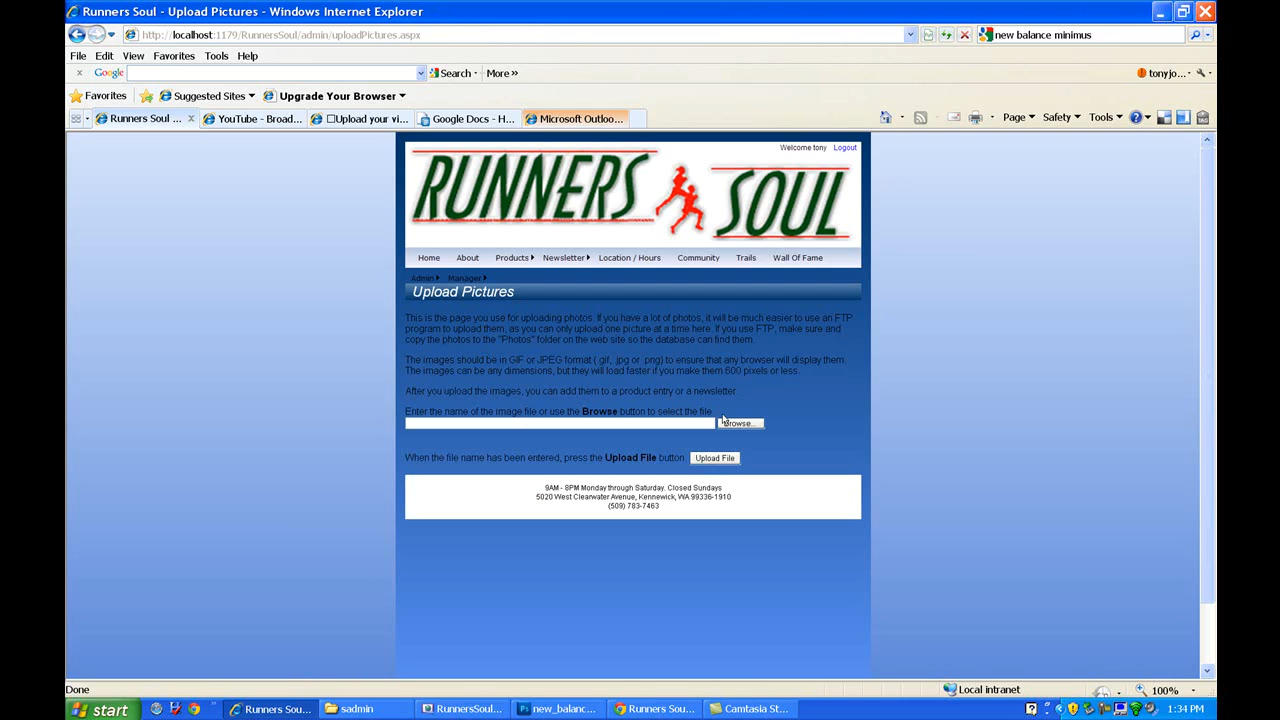 Runners Soul - Upload Pictures - Windows Internet Explorer
http://localhost:1179/RunnersSoul/admin/uploadPictures.aspx
new balance minimus
File Edit View Favorites Tools Help
x Google Search More » tonyjo...
Favorites Suggested Sites Upgrade Your Browser
Runners Soul ... x YouTube - Broad... Upload your vi... Google Docs - H... Microsoft Outloo... Page Safety Tools
Welcome tony Logout
RUNNERS SOUL
Home About Products Newsletter Location / Hours Community Trails Wall Of Fame
Admin Manager
Upload Pictures
This is the page you use for uploading photos. If you have a lot of photos, it will be much easier to use an FTP
program to upload them, as you can only upload one picture at a time here. If you use FTP, make sure and
copy the photos to the "Photos" folder on the web site so the database can find them.
The images should be in GIF or JPEG format (.gif, .jpg or .png) to ensure that any browser will display them.
The images can be any dimensions, but they will load faster if you make them 600 pixels or less.
After you upload the images, you can add them to a product entry or a newsletter.
Enter the name of the image file or use the Browse button to select the file.
Browse...
When the file name has been entered, press the Upload File button. Upload File
9AM - 8PM Monday through Saturday. Closed Sundays
5020 West Clearwater Avenue, Kennewick, WA 99336-1910
(509) 783-7463
Done Local intranet 100%
start Runners Sou... sadmin RunnersSoul... new_balanc... Runners Sou... Camtasia St... 1:34 PM